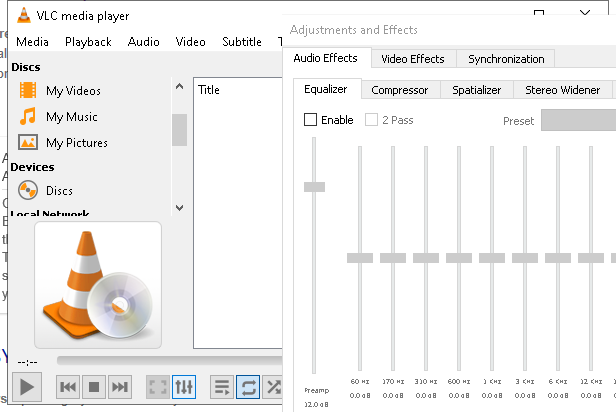 VLC media player
Media Playback Audio Video Subtitle T
Discs
My Videos
My Music
My Pictures
Devices
Discs
Local Network
Title
--:--
Adjustments and Effects
Audio Effects Video Effects Synchronization
Equalizer Compressor Spatializer Stereo Widener
Enable 2 Pass Preset
60 Hz 170 Hz 310 Hz 600 Hz 1 KHz 3 KHz 6 KHz 12 KHz
Preamp 0.0 dB 0.0 dB 0.0 dB 0.0 dB 0.0 dB 0.0 dB 0.0 dB 0.0 dB
12.0 dB